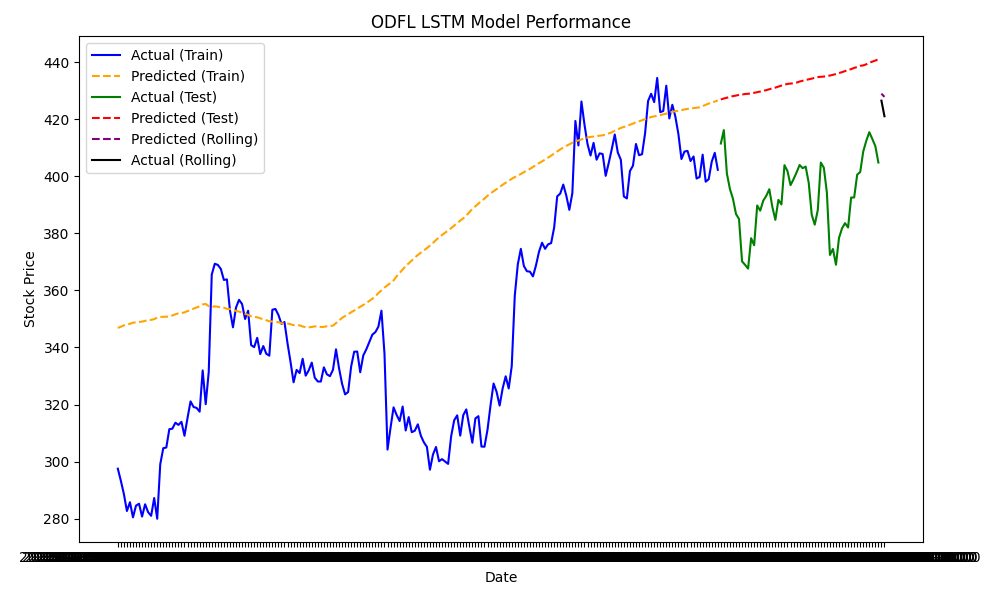 ODFL LSTM Model Performance
Actual (Train)
Predicted (Train)
Actual (Test)
Predicted (Test)
Predicted (Rolling)
Actual (Rolling)
440
420
400
380
360
340
320
300
280
Stock Price
Date